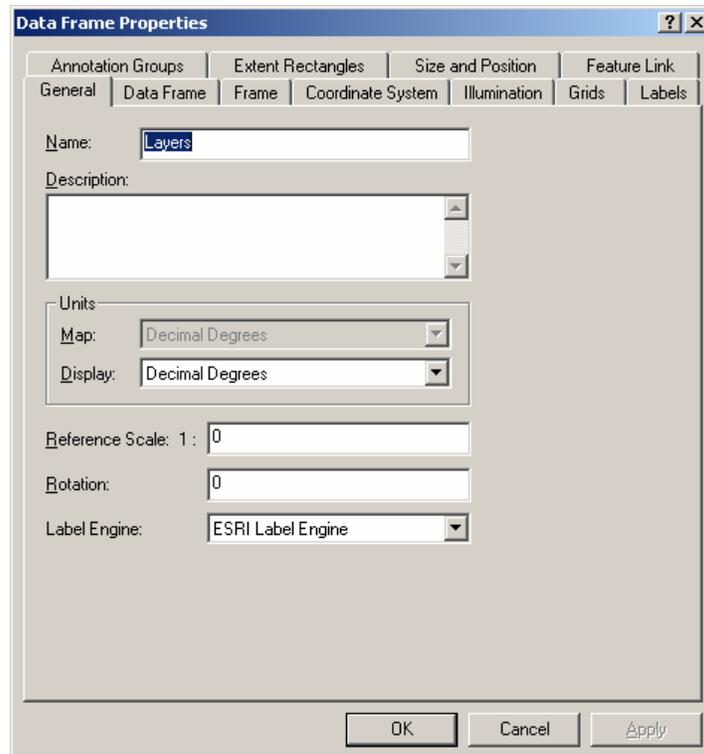 Data Frame Properties
Annotation Groups Extent Rectangles Size and Position Feature Link
General Data Frame Frame Coordinate System Illumination Grids Labels
Name: Layers
Description:
Units
Map: Decimal Degrees
Display: Decimal Degrees
Reference Scale: 1 : 0
Rotation: 0
Label Engine: ESRI Label Engine
OK Cancel Apply